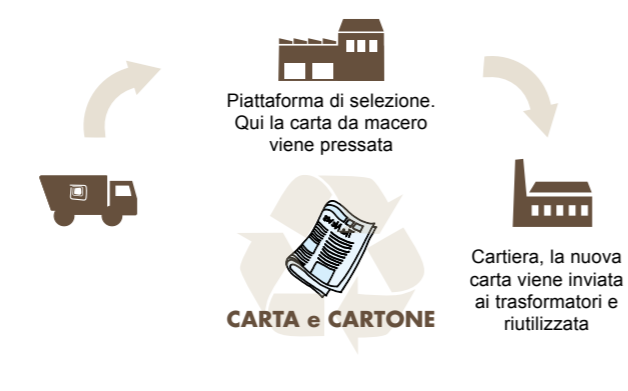 Piattaforma di selezione.
Qui la carta da macero
viene pressata
Cartiera, la nuova
carta viene inviata
ai trasformatori e
riutilizzata
CARTA e CARTONE